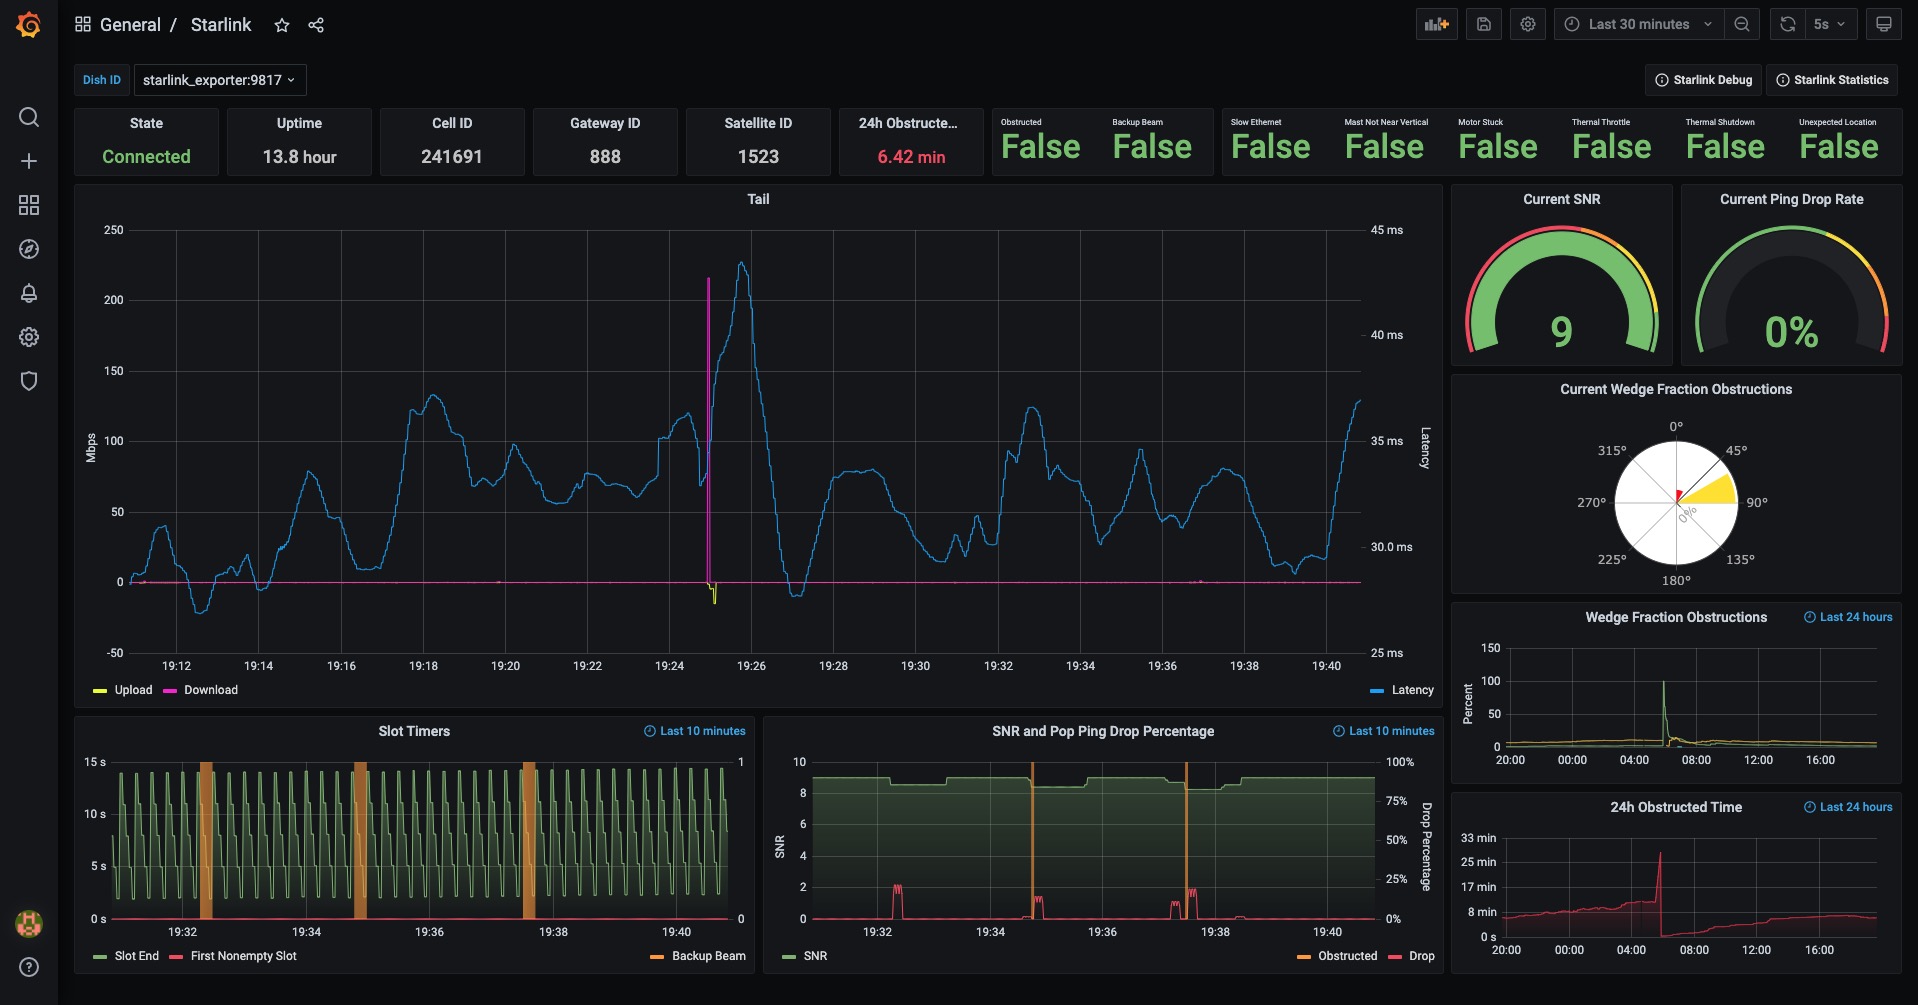 General / Starlink
Last 30 minutes
5s
Dish ID
starlink_exporter:9817
Starlink Debug
Starlink Statistics
State
Connected
Uptime
13.8 hour
Cell ID
241691
Gateway ID
888
Satellite ID
1523
24h Obstructe...
6.42 min
Obstructed
False
Backup Beam
False
Slow Ethernet
False
Mast Not Near Vertical
False
Motor Stuck
False
Thernal Throttle
False
Thernal Shutdown
False
Unexpected Location
False
Tail
250
200
150
100
50
0
-50
Mbps
45 ms
40 ms
35 ms
30.0 ms
25 ms
Latency
19:12 19:14 19:16 19:18 19:20 19:22 19:24 19:26 19:28 19:30 19:32 19:34 19:36 19:38 19:40
Upload Download
Latency
Current SNR
9
Current Ping Drop Rate
0%
Current Wedge Fraction Obstructions
0°
45°
90°
135°
180°
225°
270°
315°
0%
Wedge Fraction Obstructions
Last 24 hours
150
100
50
0
Percent
20:00 00:00 04:00 08:00 12:00 16:00
Slot Timers
Last 10 minutes
15 s
10 s
5 s
0 s
1
0
19:32 19:34 19:36 19:38 19:40
Slot End First Nonempty Slot
Backup Beam
SNR and Pop Ping Drop Percentage
Last 10 minutes
10
8
6
4
2
0
SNR
100%
75%
50%
25%
0%
Drop Percentage
19:32 19:34 19:36 19:38 19:40
SNR
Obstructed Drop
24h Obstructed Time
Last 24 hours
33 min
25 min
17 min
8 min
0 s
20:00 00:00 04:00 08:00 12:00 16:00